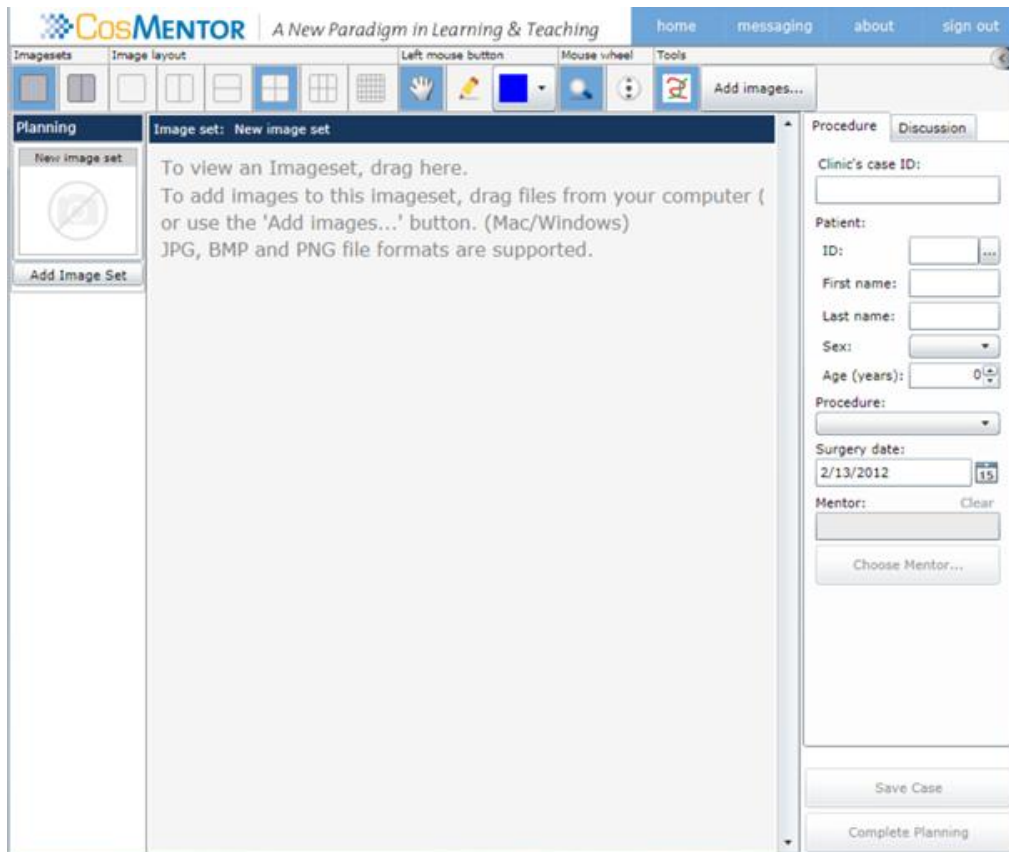 CosMENTOR A New Paradigm in Learning & Teaching home messaging about sign out
Imagesets Image layout Left mouse button Mouse wheel Tools
Add images...
Planning
New image set
Add Image Set
Image set: New image set
To view an Imageset, drag here.
To add images to this imageset, drag files from your computer (
or use the 'Add images...' button. (Mac/Windows)
JPG, BMP and PNG file formats are supported.
Procedure Discussion
Clinic's case ID:
Patient:
ID: ...
First name:
Last name:
Sex:
Age (years): 0
Procedure:
Surgery date:
2/13/2012 15
Mentor: Clear
Choose Mentor...
Save Case
Complete Planning